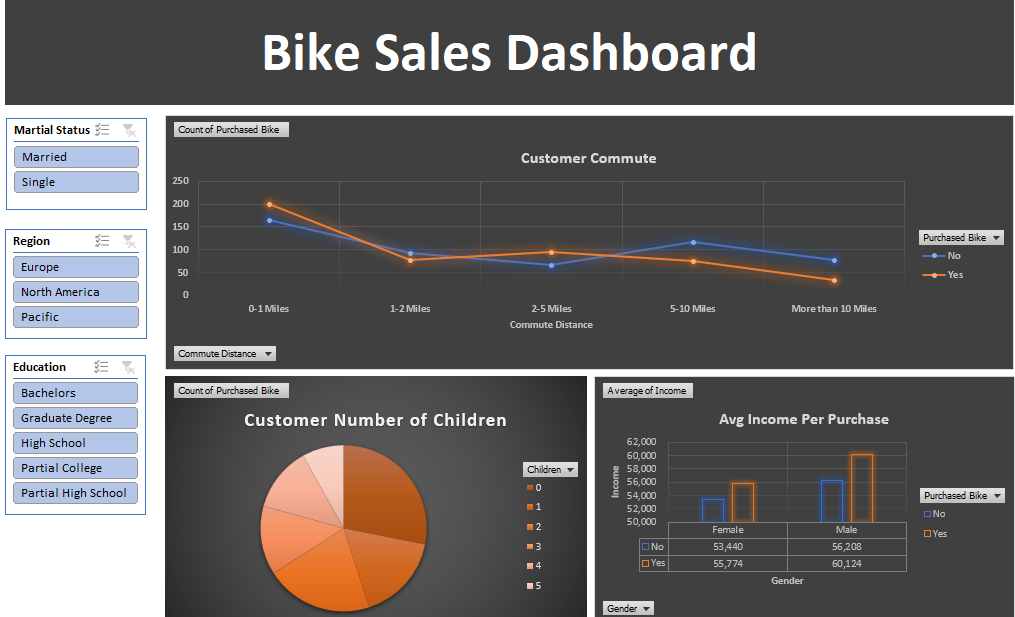 Bike Sales Dashboard
Martial Status
Married
Single
Region
Europe
North America
Pacific
Education
Bachelors
Graduate Degree
High School
Partial College
Partial High School
Count of Purchased Bike
Customer Commute
250
200
150
100
50
0
0-1 Miles 1-2 Miles 2-5 Miles 5-10 Miles More than 10 Miles
Commute Distance
Purchased Bike
No
Yes
Commute Distance
Count of Purchased Bike
Customer Number of Children
Children
0
1
2
3
4
5
Average of Income
Avg Income Per Purchase
62,000
60,000
58,000
56,000
54,000
52,000
50,000
Income
Female Male
No 53,440 56,208
Yes 55,774 60,124
Gender
Purchased Bike
No
Yes
Gender